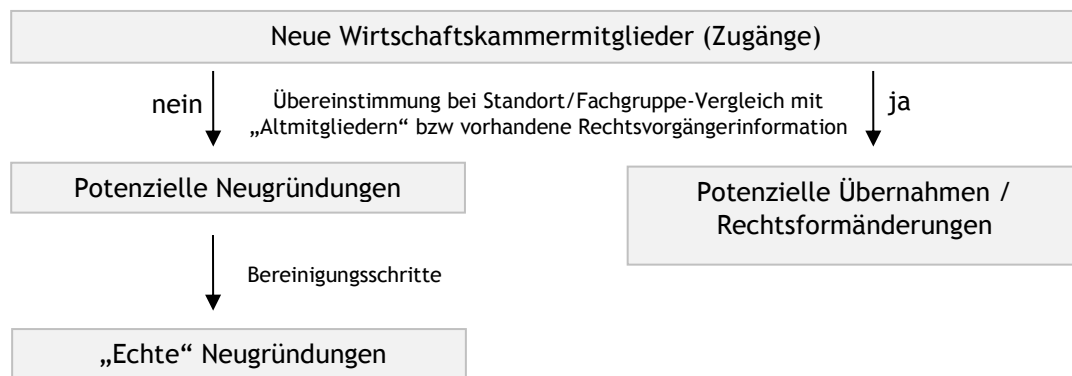 Neue Wirtschaftskammermitglieder (Zugänge)
nein
Übereinstimmung bei Standort/Fachgruppe-Vergleich mit
„Altmitgliedern“ bzw vorhandene Rechtsvorgängerinformation
ja
Potenzielle Neugründungen
Potenzielle Übernahmen /
Rechtsformänderungen
Bereinigungsschritte
„Echte“ Neugründungen